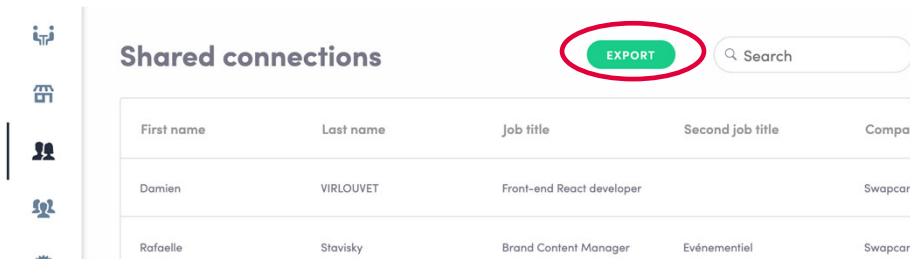 Shared connections EXPORT Search
First name Last name Job title Second job title Compa
Damien VIRLOUVET Front-end React developer Swapcar
Rafaelle Stavisky Brand Content Manager Evénementiel Swapcar